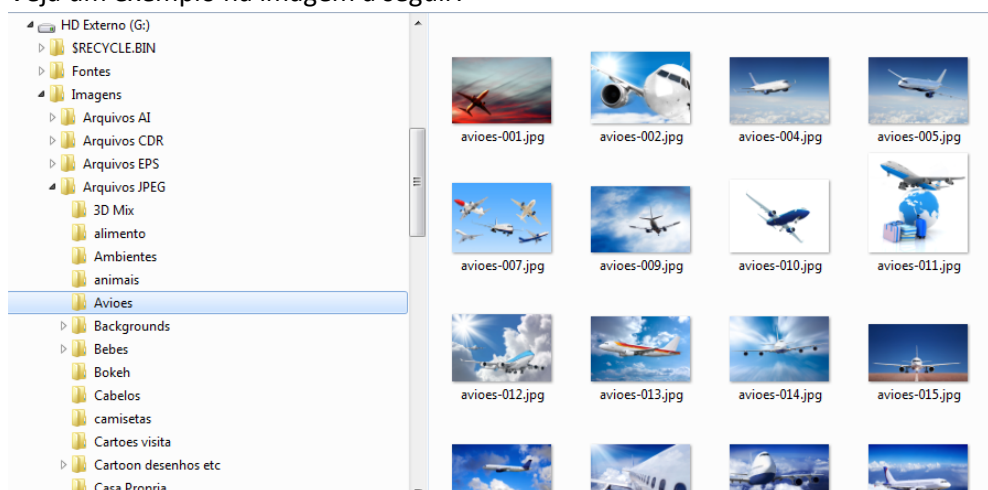 Veja um exemplo na imagem a seguir:
HD Externo (G:)
$RECYCLE.BIN
Fontes
Imagens
Arquivos AI
Arquivos CDR
Arquivos EPS
Arquivos JPEG
3D Mix
alimento
Ambientes
animais
Avioes
Backgrounds
Bebes
Bokeh
Cabelos
camisetas
Cartoes visita
Cartoon desenhos etc
Casa Propria
avioes-001.jpg
avioes-002.jpg
avioes-004.jpg
avioes-005.jpg
avioes-007.jpg
avioes-009.jpg
avioes-010.jpg
avioes-011.jpg
avioes-012.jpg
avioes-013.jpg
avioes-014.jpg
avioes-015.jpg